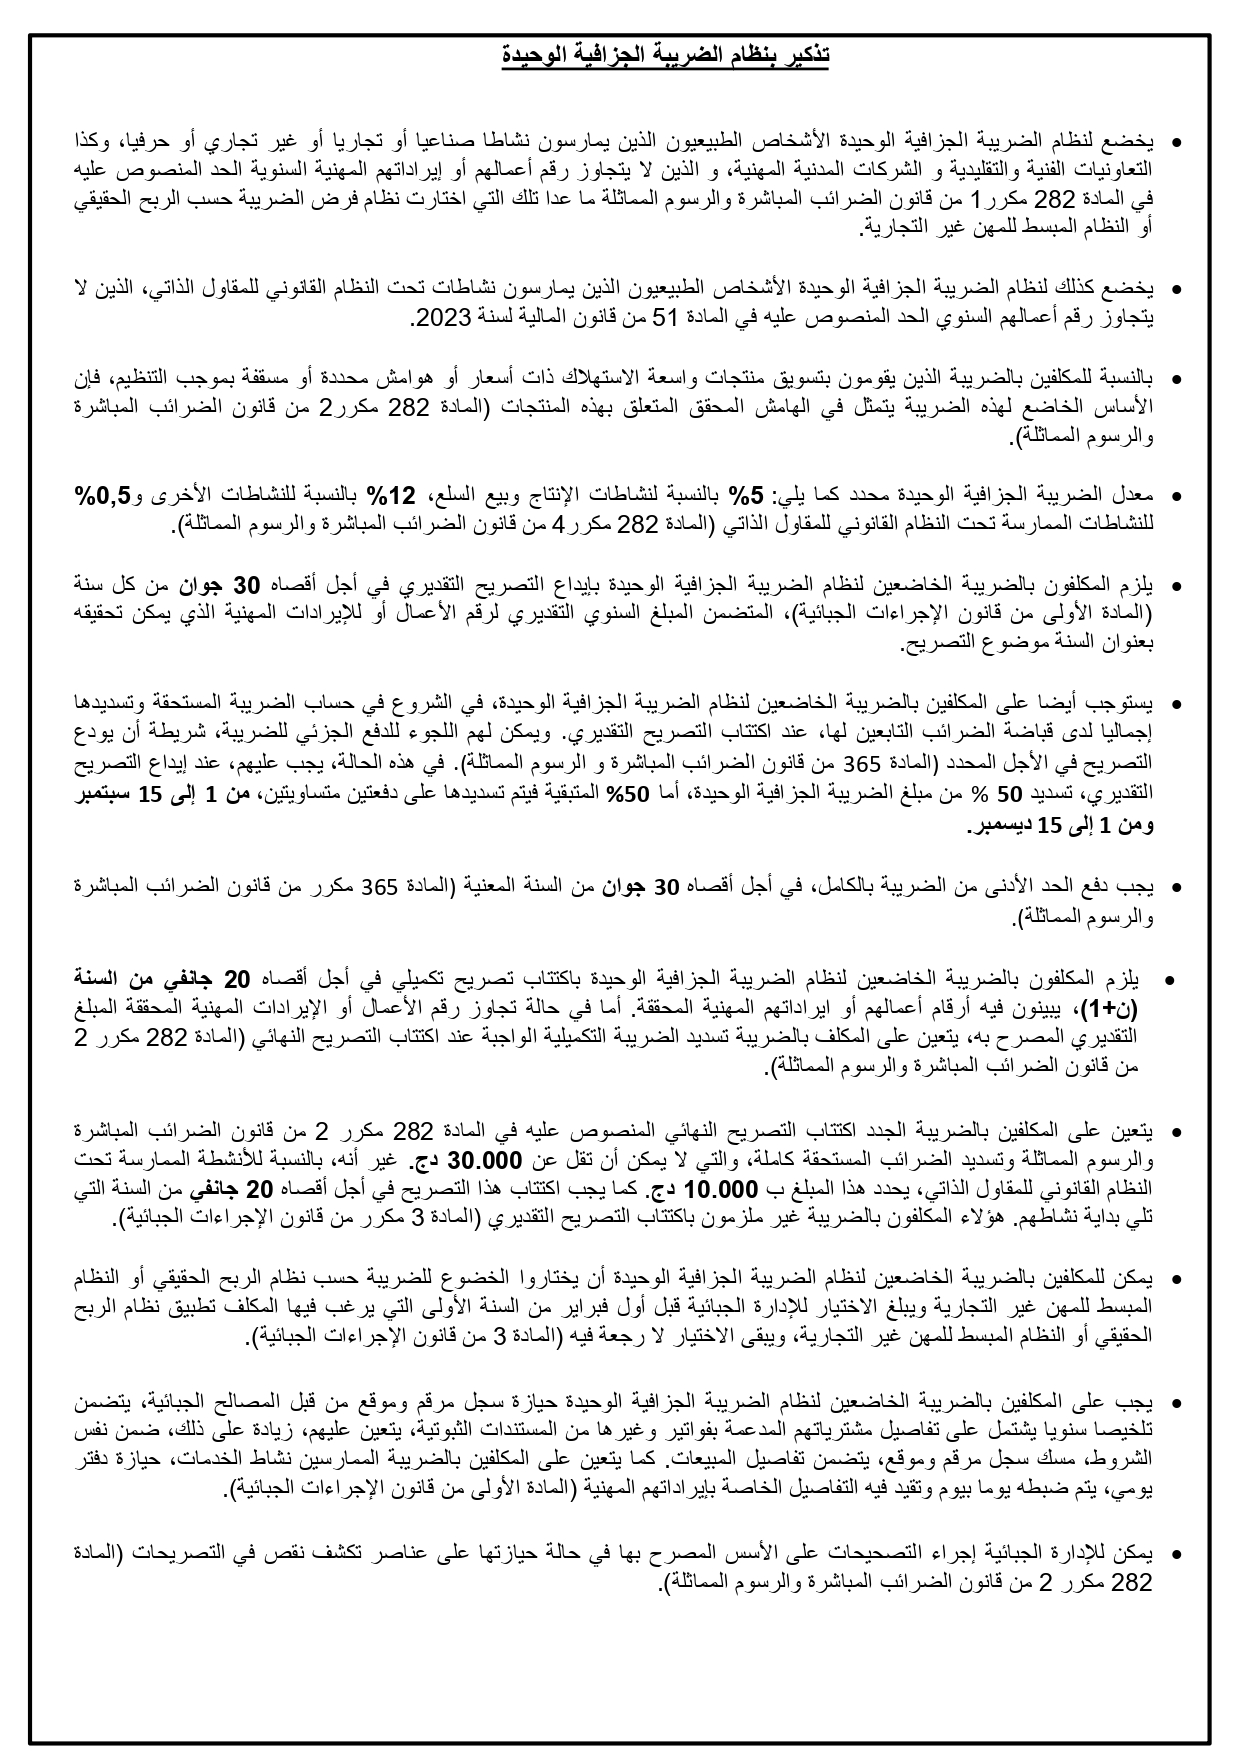 تذكير بنظام الضريبة الجزافية الوحيدة
• يخضع لنظام الضريبة الجزافية الوحيدة الأشخاص الطبيعيون الذين يمارسون نشاطا صناعيا أو تجاريا أو غير تجاري أو حرفيا، وكذا
التعاونيات الفنية والتقليدية و الشركات المدنية المهنية، و الذين لا يتجاوز رقم أعمالهم أو إيراداتهم المهنية السنوية الحد المنصوص عليه
في المادة 282 مكرر1 من قانون الضرائب المباشرة والرسوم المماثلة ما عدا تلك التي اختارت نظام فرض الضريبة حسب الربح الحقيقي
أو النظام المبسط للمهن غير التجارية.
• يخضع كذلك لنظام الضريبة الجزافية الوحيدة الأشخاص الطبيعيون الذين يمارسون نشاطات تحت النظام القانوني للمقاول الذاتي، الذين لا
يتجاوز رقم أعمالهم السنوي الحد المنصوص عليه في المادة 51 من قانون المالية لسنة 2023.
• بالنسبة للمكلفين بالضريبة الذين يقومون بتسويق منتجات واسعة الاستهلاك ذات أسعار أو هوامش محددة أو مسقفة بموجب التنظيم، فإن
الأساس الخاضع لهذه الضريبة يتمثل في الهامش المحقق المتعلق بهذه المنتجات (المادة 282 مكرر2 من قانون الضرائب المباشرة
والرسوم المماثلة).
• معدل الضريبة الجزافية الوحيدة محدد كما يلي: 5% بالنسبة لنشاطات الإنتاج وبيع السلع، 12% بالنسبة للنشاطات الأخرى و0,5%
للنشاطات الممارسة تحت النظام القانوني للمقاول الذاتي (المادة 282 مكرر4 من قانون الضرائب المباشرة والرسوم المماثلة).
• يلزم المكلفون بالضريبة الخاضعين لنظام الضريبة الجزافية الوحيدة بإيداع التصريح التقديري في أجل أقصاه 30 جوان من كل سنة
(المادة الأولى من قانون الإجراءات الجبائية)، المتضمن المبلغ السنوي التقديري لرقم الأعمال أو للإيرادات المهنية الذي يمكن تحقيقه
بعنوان السنة موضوع التصريح.
• يستوجب أيضا على المكلفين بالضريبة الخاضعين لنظام الضريبة الجزافية الوحيدة، في الشروع في حساب الضريبة المستحقة وتسديدها
إجماليا لدى قباضة الضرائب التابعين لها، عند اكتتاب التصريح التقديري. ويمكن لهم اللجوء للدفع الجزئي للضريبة، شريطة أن يودع
التصريح في الأجل المحدد (المادة 365 من قانون الضرائب المباشرة و الرسوم المماثلة). في هذه الحالة، يجب عليهم، عند إيداع التصريح
التقديري، تسديد 50 % من مبلغ الضريبة الجزافية الوحيدة، أما 50% المتبقية فيتم تسديدها على دفعتين متساويتين، من 1 إلى 15 سبتمبر
ومن 1 إلى 15 ديسمبر.
• يجب دفع الحد الأدنى من الضريبة بالكامل، في أجل أقصاه 30 جوان من السنة المعنية (المادة 365 مكرر من قانون الضرائب المباشرة
والرسوم المماثلة).
• يلزم المكلفون بالضريبة الخاضعين لنظام الضريبة الجزافية الوحيدة باكتتاب تصريح تكميلي في أجل أقصاه 20 جانفي من السنة
(ن+1)، يبينون فيه أرقام أعمالهم أو ايراداتهم المهنية المحققة. أما في حالة تجاوز رقم الأعمال أو الإيرادات المهنية المحققة المبلغ
التقديري المصرح به، يتعين على المكلف بالضريبة تسديد الضريبة التكميلية الواجبة عند اكتتاب التصريح النهائي (المادة 282 مكرر 2
من قانون الضرائب المباشرة والرسوم المماثلة).
• يتعين على المكلفين بالضريبة الجدد اكتتاب التصريح النهائي المنصوص عليه في المادة 282 مكرر 2 من قانون الضرائب المباشرة
والرسوم المماثلة وتسديد الضرائب المستحقة كاملة، والتي لا يمكن أن تقل عن 30.000 دج. غير أنه، بالنسبة للأنشطة الممارسة تحت
النظام القانوني للمقاول الذاتي، يحدد هذا المبلغ ب 10.000 دج. كما يجب اكتتاب هذا التصريح في أجل أقصاه 20 جانفي من السنة التي
تلي بداية نشاطهم. هؤلاء المكلفون بالضريبة غير ملزمون باكتتاب التصريح التقديري (المادة 3 مكرر من قانون الإجراءات الجبائية).
• يمكن للمكلفين بالضريبة الخاضعين لنظام الضريبة الجزافية الوحيدة أن يختاروا الخضوع للضريبة حسب نظام الربح الحقيقي أو النظام
المبسط للمهن غير التجارية ويبلغ الاختيار للإدارة الجبائية قبل أول فبراير من السنة الأولى التي يرغب فيها المكلف تطبيق نظام الربح
الحقيقي أو النظام المبسط للمهن غير التجارية، ويبقى الاختيار لا رجعة فيه (المادة 3 من قانون الإجراءات الجبائية).
• يجب على المكلفين بالضريبة الخاضعين لنظام الضريبة الجزافية الوحيدة حيازة سجل مرقم وموقع من قبل المصالح الجبائية، يتضمن
تلخيصا سنويا يشتمل على تفاصيل مشترياتهم المدعمة بفواتير وغيرها من المستندات الثبوتية، يتعين عليهم، زيادة على ذلك، ضمن نفس
الشروط، مسك سجل مرقم وموقع، يتضمن تفاصيل المبيعات. كما يتعين على المكلفين بالضريبة الممارسين نشاط الخدمات، حيازة دفتر
يومي، يتم ضبطه يوما بيوم وتقيد فيه التفاصيل الخاصة بإيراداتهم المهنية (المادة الأولى من قانون الإجراءات الجبائية).
• يمكن للإدارة الجبائية إجراء التصحيحات على الأسس المصرح بها في حالة حيازتها على عناصر تكشف نقص في التصريحات (المادة
282 مكرر 2 من قانون الضرائب المباشرة والرسوم المماثلة).